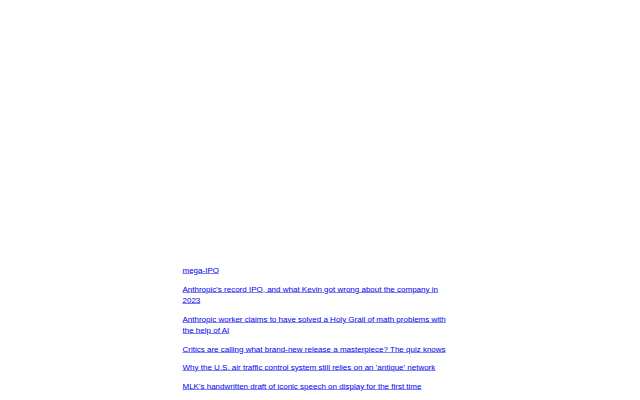 mega-IPO
Anthropic's record IPO, and what Kevin got wrong about the company in
2023
Anthropic worker claims to have solved a Holy Grail of math problems with
the help of AI
Critics are calling what brand-new release a masterpiece? The quiz knows
Why the U.S. air traffic control system still relies on an 'antique' network
MLK's handwritten draft of iconic speech on display for the first time